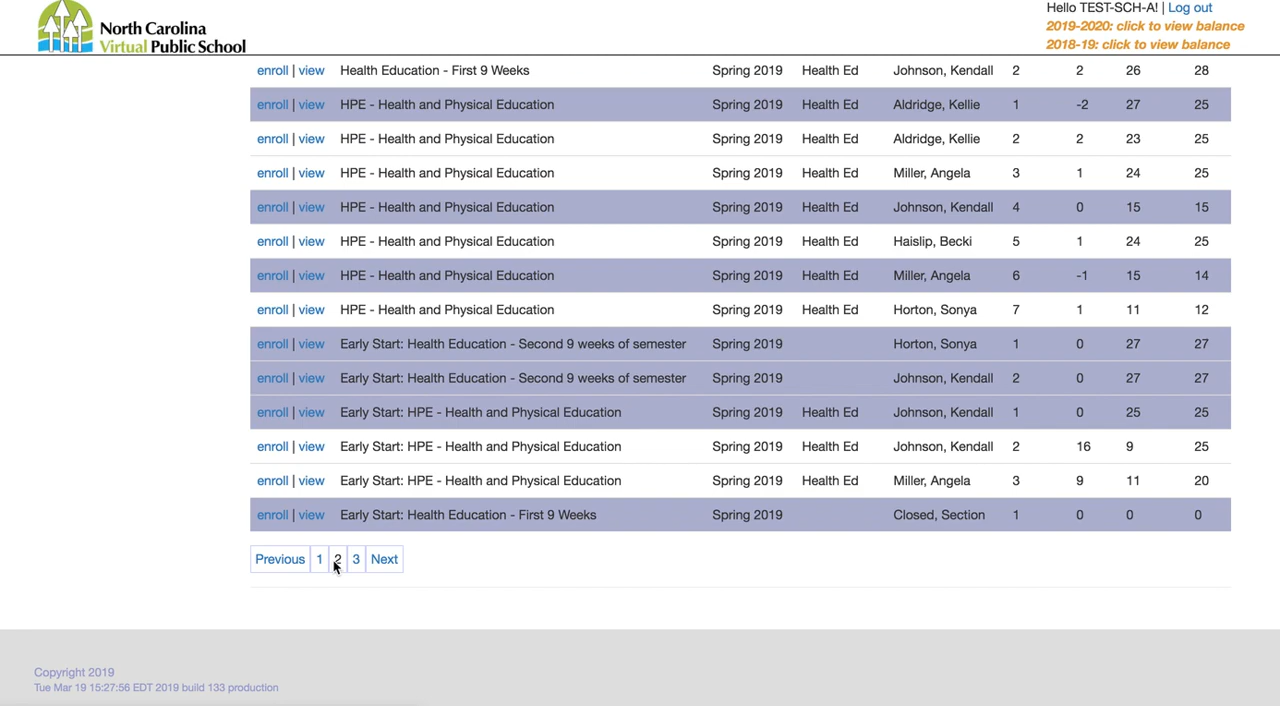 North Carolina
Virtual Public School
Hello TEST-SCH-A! | Log out
2019-2020: click to view balance
2018-19: click to view balance
enroll | view Health Education - First 9 Weeks Spring 2019 Health Ed Johnson, Kendall 2 2 26 28
enroll | view HPE - Health and Physical Education Spring 2019 Health Ed Aldridge, Kellie 1 -2 27 25
enroll | view HPE - Health and Physical Education Spring 2019 Health Ed Aldridge, Kellie 2 2 23 25
enroll | view HPE - Health and Physical Education Spring 2019 Health Ed Miller, Angela 3 1 24 25
enroll | view HPE - Health and Physical Education Spring 2019 Health Ed Johnson, Kendall 4 0 15 15
enroll | view HPE - Health and Physical Education Spring 2019 Health Ed Haislip, Becki 5 1 24 25
enroll | view HPE - Health and Physical Education Spring 2019 Health Ed Miller, Angela 6 -1 15 14
enroll | view HPE - Health and Physical Education Spring 2019 Health Ed Horton, Sonya 7 1 11 12
enroll | view Early Start: Health Education - Second 9 weeks of semester Spring 2019 Horton, Sonya 1 0 27 27
enroll | view Early Start: Health Education - Second 9 weeks of semester Spring 2019 Johnson, Kendall 2 0 27 27
enroll | view Early Start: HPE - Health and Physical Education Spring 2019 Health Ed Johnson, Kendall 1 0 25 25
enroll | view Early Start: HPE - Health and Physical Education Spring 2019 Health Ed Johnson, Kendall 2 16 9 25
enroll | view Early Start: HPE - Health and Physical Education Spring 2019 Health Ed Miller, Angela 3 9 11 20
enroll | view Early Start: Health Education - First 9 Weeks Spring 2019 Closed, Section 1 0 0 0
Previous 1 2 3 Next
Copyright 2019
Tue Mar 19 15:27:56 EDT 2019 build 133 production